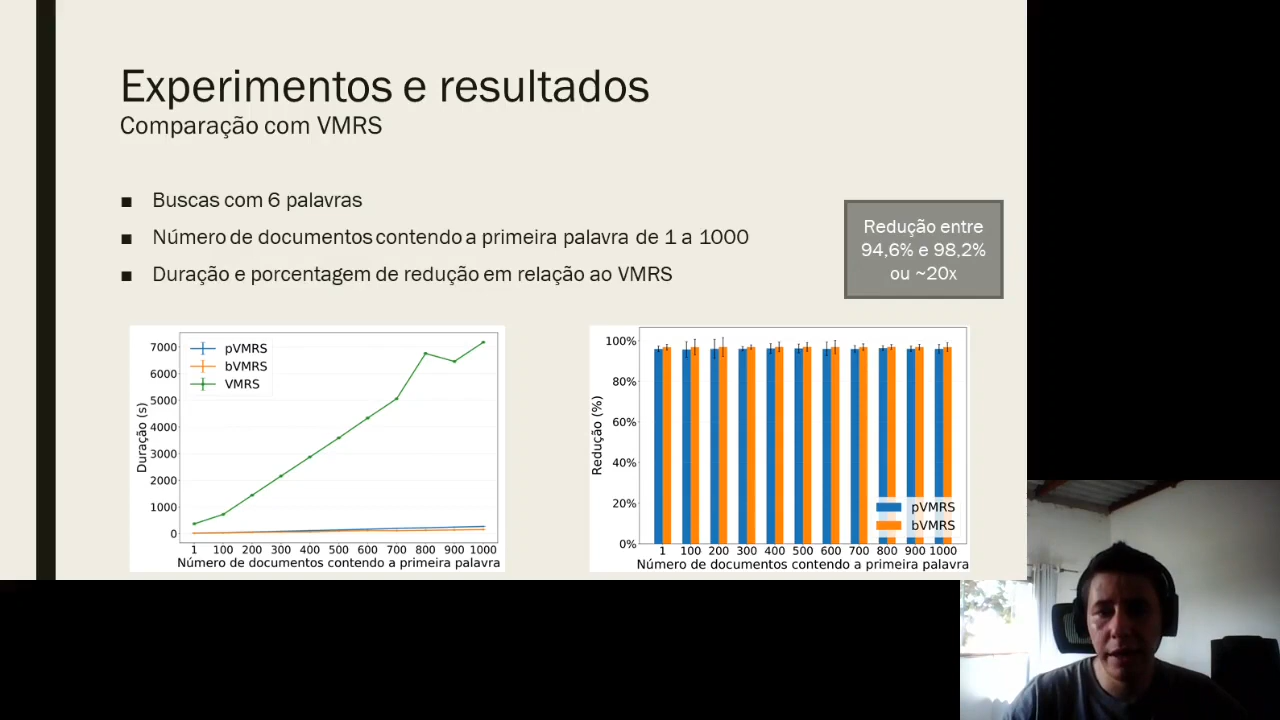 Experimentos e resultados
Comparação com VMRS
■ Buscas com 6 palavras
■ Número de documentos contendo a primeira palavra de 1 a 1000
■ Duração e porcentagem de redução em relação ao VMRS
Redução entre
94,6% e 98,2%
ou ~20x
pVMRS
bVMRS
VMRS
Duração (s)
7000
6000
5000
4000
3000
2000
1000
0
1 100 200 300 400 500 600 700 800 900 1000
Número de documentos contendo a primeira palavra
Redução (%)
100%
80%
60%
40%
20%
0%
pVMRS
bVMRS
1 100 200 300 400 500 600 700 800 900 1000
Número de documentos contendo a primeira palavra